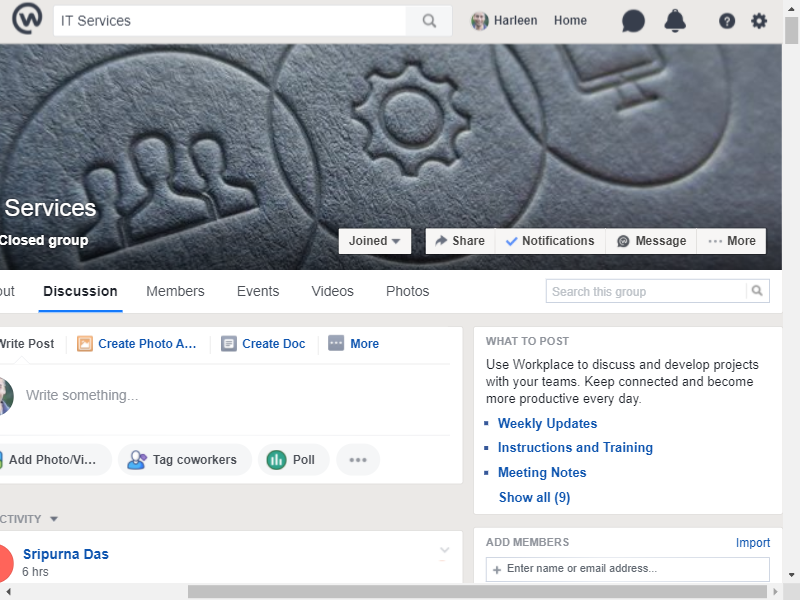 IT Services
Harleen
Home
Services
Closed group
Joined
Share
Notifications
Message
More
out
Discussion
Members
Events
Videos
Photos
Search this group
Write Post
Create Photo A...
Create Doc
More
Write something...
Add Photo/Vi...
Tag coworkers
Poll
CTIVITY
Sripurna Das
6 hrs
WHAT TO POST
Use Workplace to discuss and develop projects
with your teams. Keep connected and become
more productive every day.
Weekly Updates
Instructions and Training
Meeting Notes
Show all (9)
ADD MEMBERS
Import
Enter name or email address...